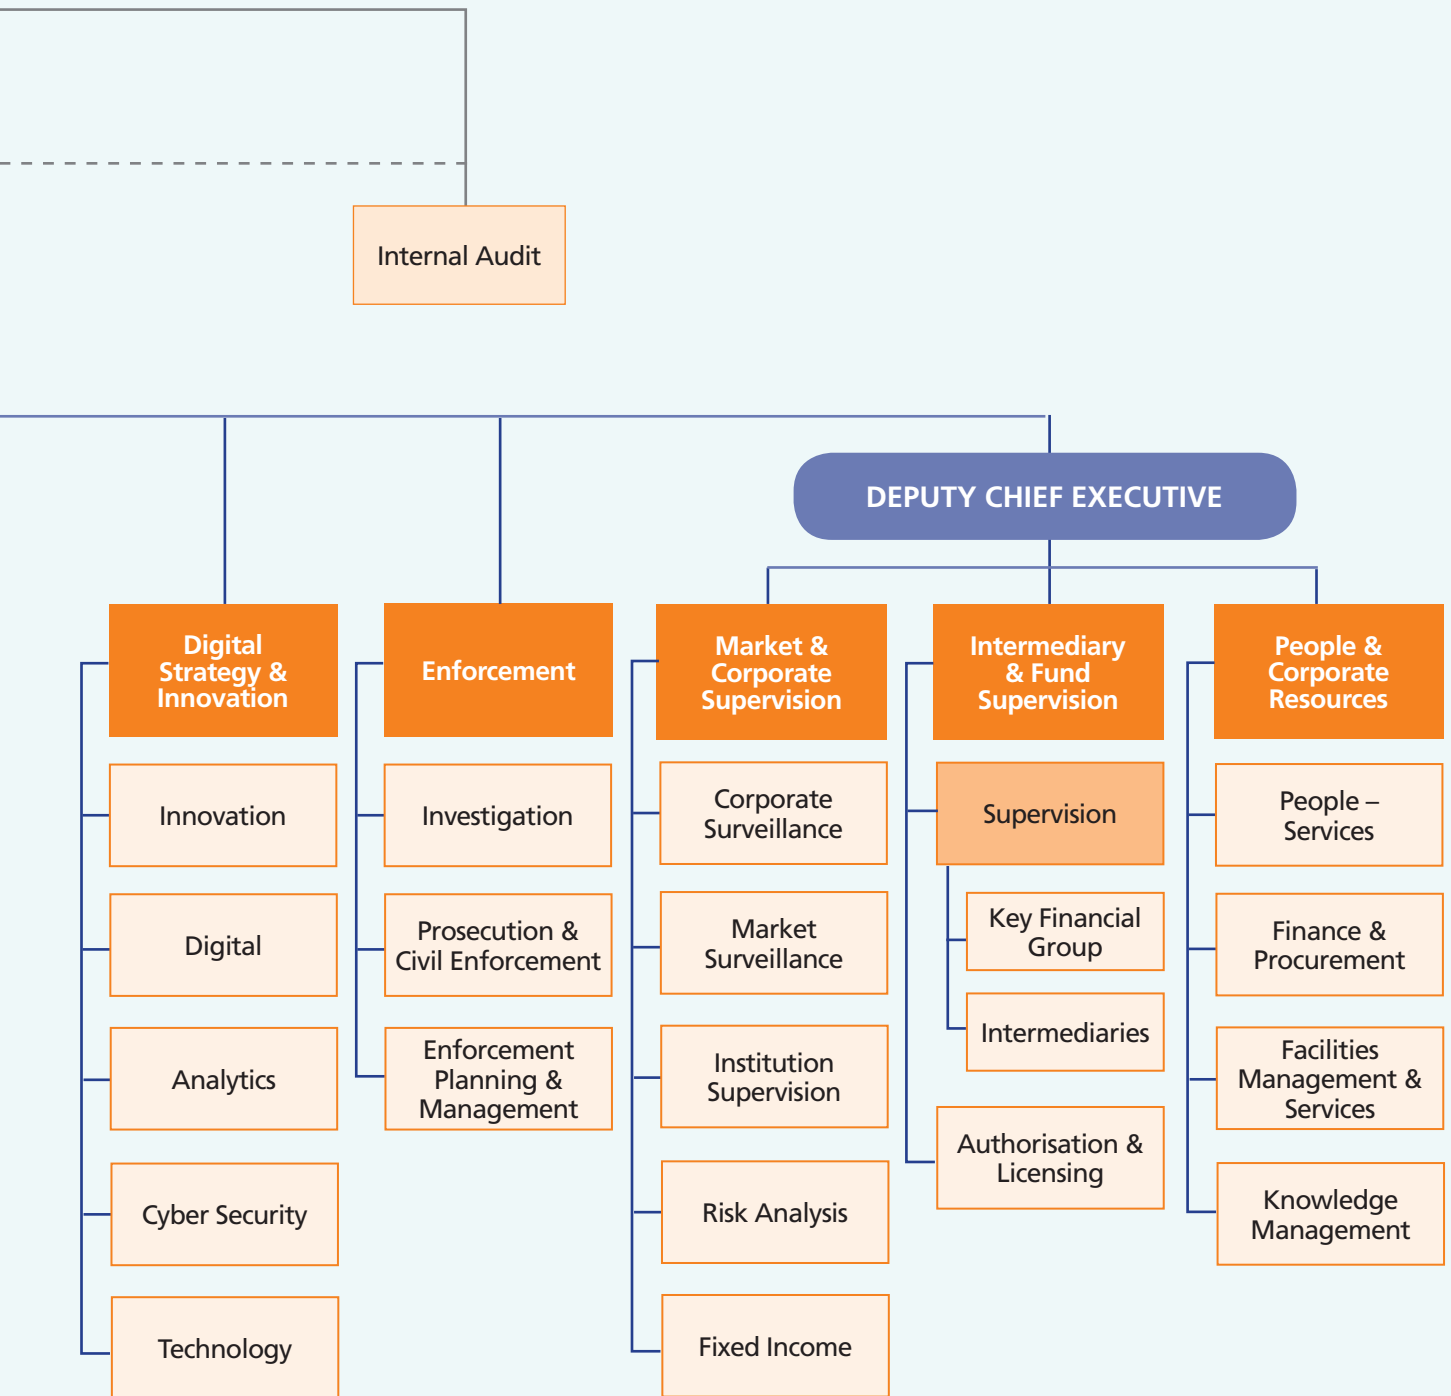 Internal Audit
DEPUTY CHIEF EXECUTIVE
Digital
Strategy &
Innovation
Innovation
Digital
Analytics
Cyber Security
Technology
Enforcement
Investigation
Prosecution &
Civil Enforcement
Enforcement
Planning &
Management
Market &
Corporate
Supervision
Corporate
Surveillance
Market
Surveillance
Institution
Supervision
Risk Analysis
Fixed Income
Intermediary
& Fund
Supervision
Supervision
Key Financial
Group
Intermediaries
Authorisation &
Licensing
People &
Corporate
Resources
People –
Services
Finance &
Procurement
Facilities
Management &
Services
Knowledge
Management